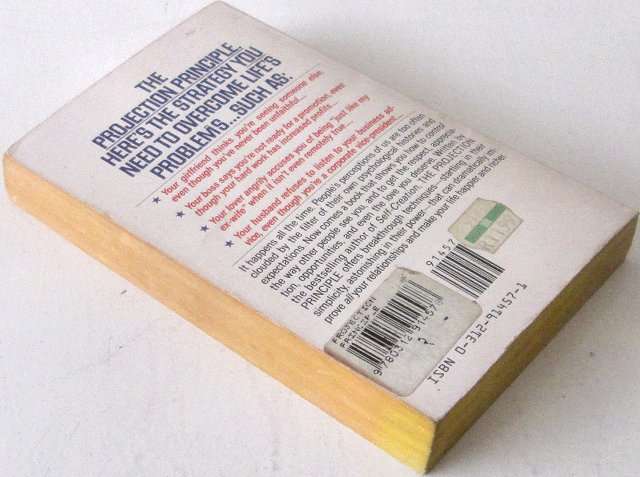 THE
PROJECTION PRINCIPLE.
HERE'S THE STRATEGY YOU
NEED TO OVERCOME LIFE'S
PROBLEMS...SUCH AS:
★ Your girlfriend thinks you're seeing someone else,
even though you've never been unfaithful...
★ Your boss says you're not ready for a promotion, even
though your hard work has increased profits...
★ Your lover angrily accuses you of being "just like my
ex-wife" when it isn't even remotely true...
★ Your husband refuses to listen to your business ad-
vice, even though you're a corporate vice-president...
It happens all the time. People's perceptions of us are too often
clouded by the filters of their own psychological histories and
expectations. Now comes a book that shows you how to control
the way other people see you, and to get the respect, apprecia-
tion, opportunities, and even the love you deserve. Written by
the bestselling author of Self-Creation, THE PROJECTION
PRINCIPLE offers breakthrough techniques—startling in their
simplicity, astonishing in their power—that can dramatically im-
prove all your relationships and make your life happier and richer.
91457
PROJECTION
PRINCIPLE
9780312914578
ISBN 0-312-91457-1